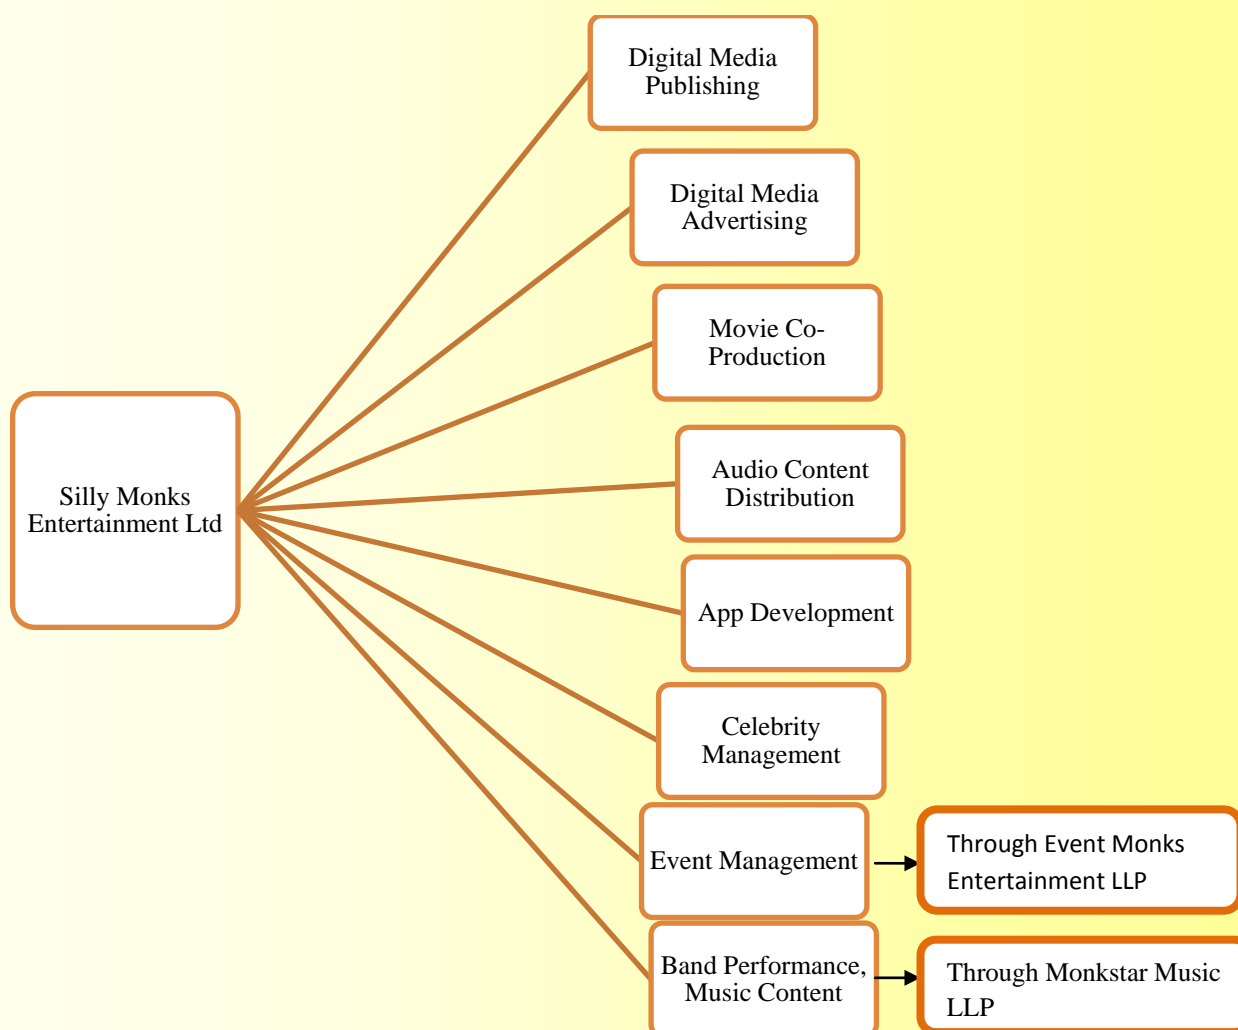 Digital Media
Publishing
Digital Media
Advertising
Movie Co-
Production
Silly Monks
Entertainment Ltd
Audio Content
Distribution
App Development
Celebrity
Management
Event Management
Through Event Monks
Entertainment LLP
Band Performance,
Music Content
Through Monkstar Music
LLP